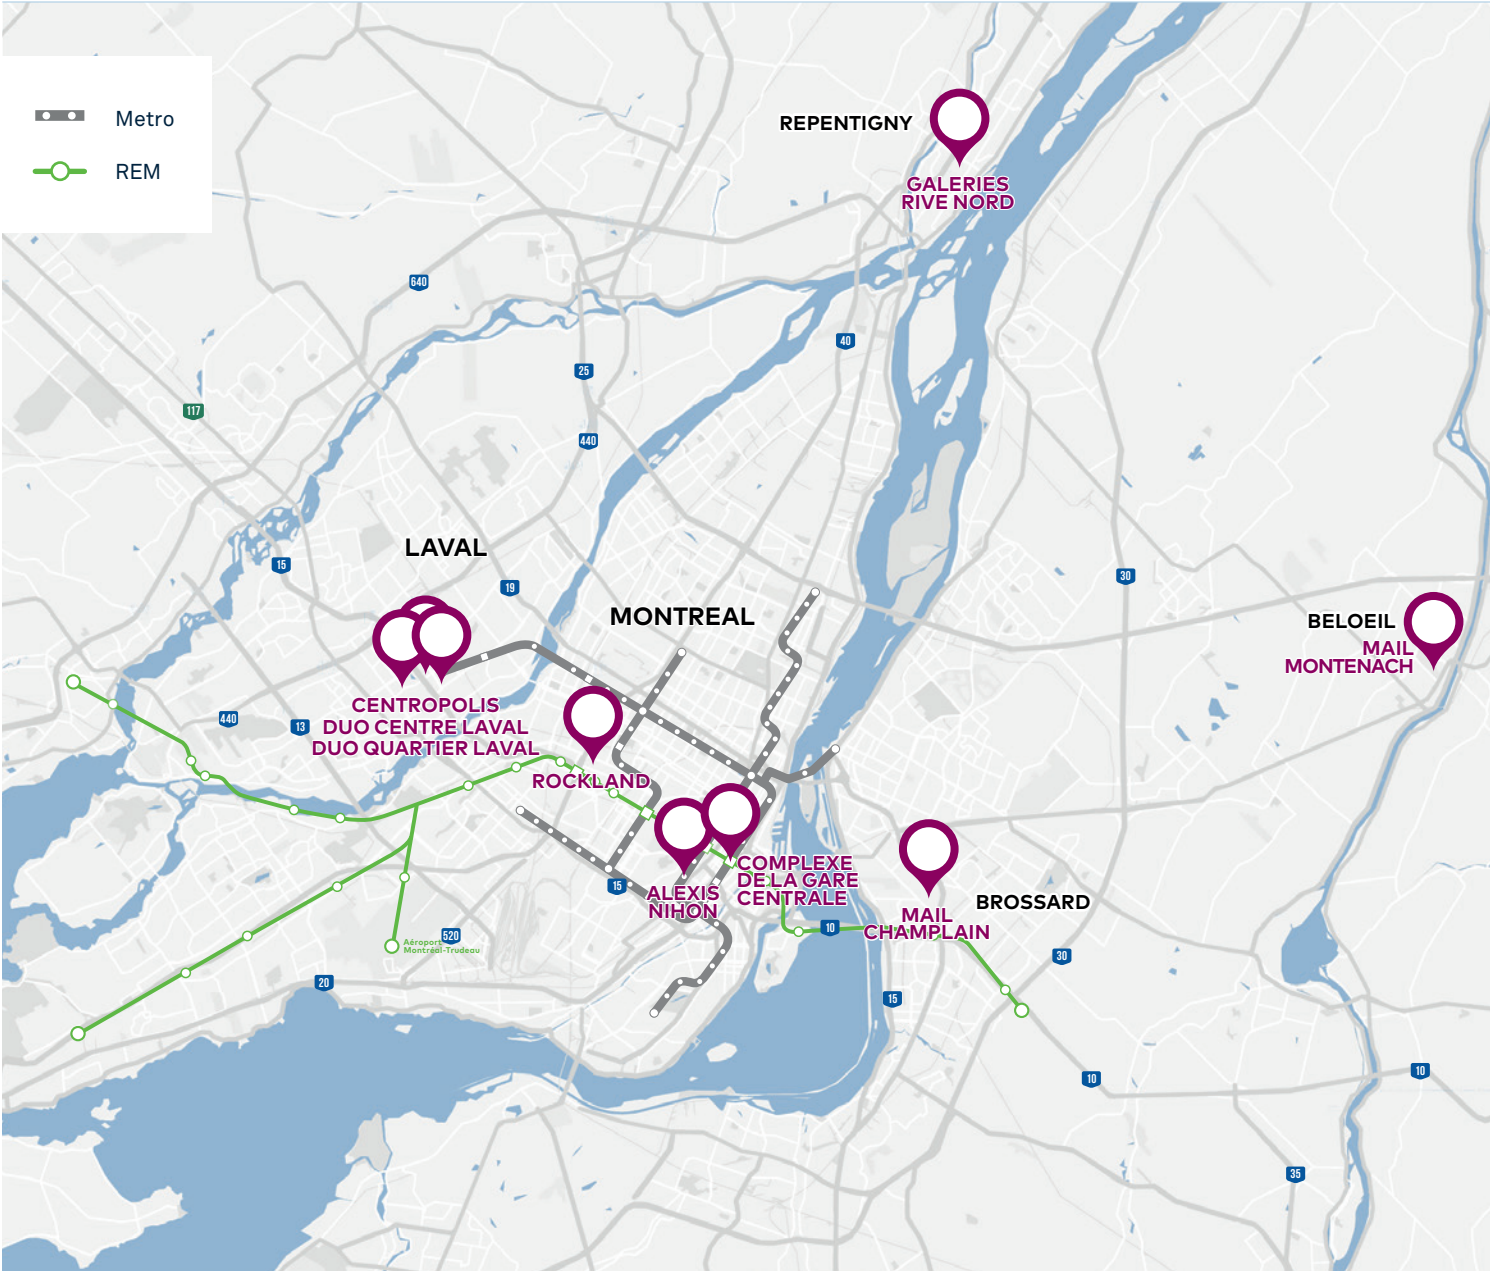 Metro
REM
REPENTIGNY
GALERIES
RIVE NORD
640
40
25
117
440
LAVAL
15
19
30
MONTREAL
BELOEIL
MAIL
MONTENACH
CENTROPOLIS
DUO CENTRE LAVAL
DUO QUARTIER LAVAL
440
13
ROCKLAND
COMPLEXE
DE LA GARE
CENTRALE
15
ALEXIS
NIHON
BROSSARD
MAIL
CHAMPLAIN
10
520
Aéroport
Montréal-Trudeau
30
20
15
10
10
35